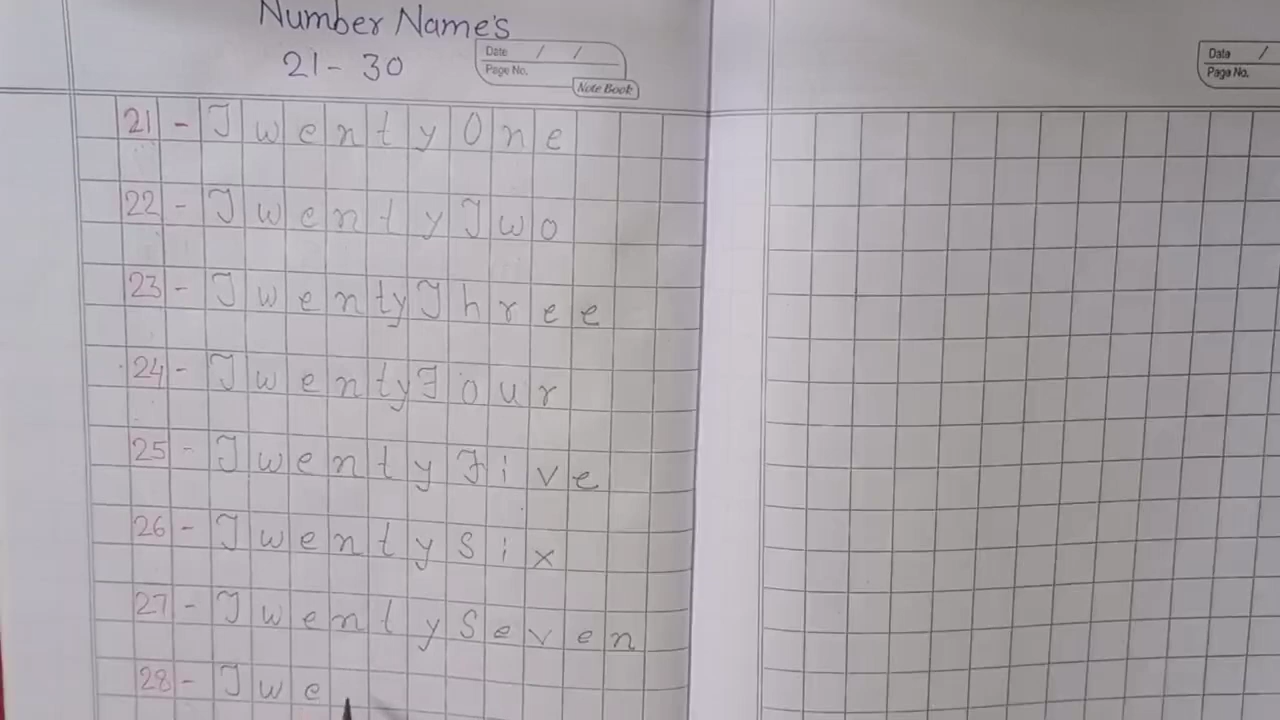 Number Name's
21 - 30
Date / /
Page No.
Note Book
Date /
Page No.
21 - Twenty One
22 - Twenty Two
23 - Twenty Three
24 - Twenty Four
25 - Twenty Five
26 - Twenty Six
27 - Twenty Seven
28 - Twe